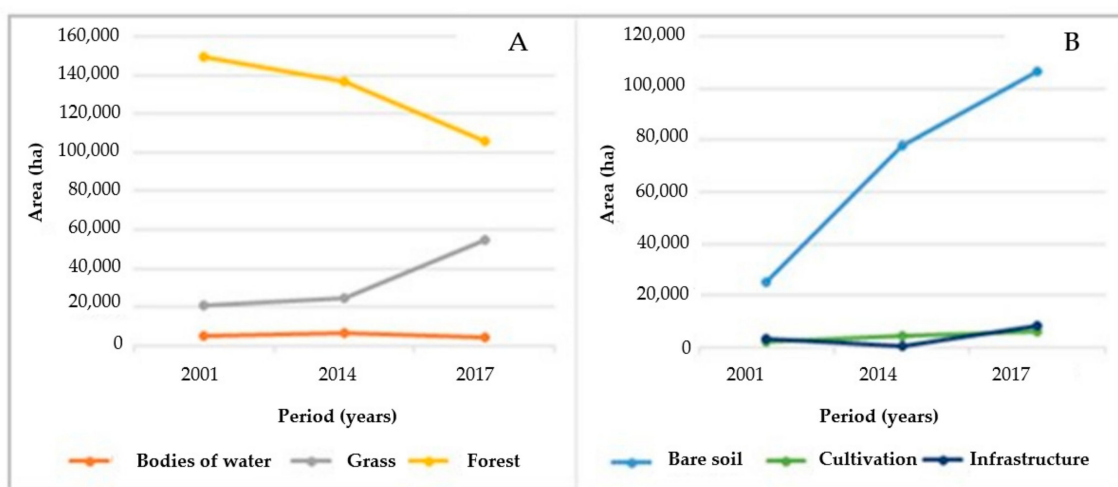 A
160,000
140,000
120,000
100,000
80,000
60,000
40,000
20,000
0
Area (ha)
2001 2014 2017
Period (years)
Bodies of water Grass Forest
B
120,000
100,000
80,000
60,000
40,000
20,000
0
Area (ha)
2001 2014 2017
Period (years)
Bare soil Cultivation Infrastructure